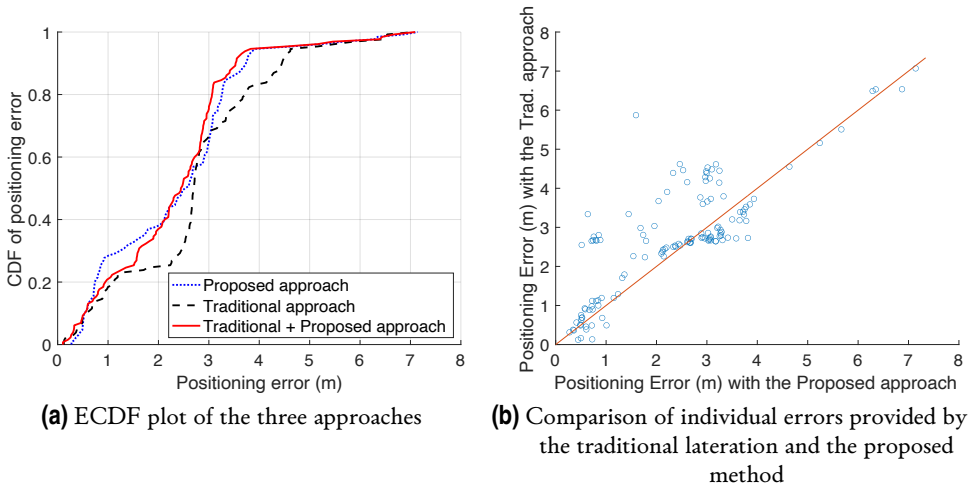 CDF of positioning error
1
0.8
0.6
0.4
0.2
0
0 1 2 3 4 5 6 7 8
Positioning error (m)
Proposed approach
Traditional approach
Traditional + Proposed approach
(a) ECDF plot of the three approaches
Positioning Error (m) with the Trad. approach
8
7
6
5
4
3
2
1
0
0 1 2 3 4 5 6 7 8
Positioning Error (m) with the Proposed approach
(b) Comparison of individual errors provided by
the traditional lateration and the proposed
method